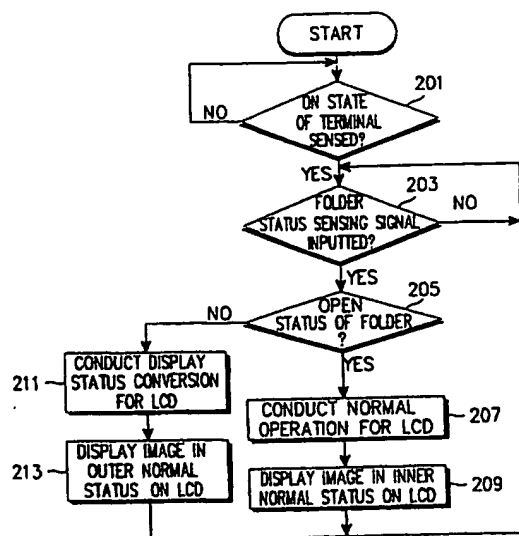 START
201
ON STATE
OF TERMINAL
SENSED?
NO
YES
203
FOLDER
STATUS SENSING SIGNAL
INPUTTED?
NO
YES
205
OPEN
STATUS OF FOLDER
?
NO
YES
211
CONDUCT DISPLAY
STATUS CONVERSION
FOR LCD
CONDUCT NORMAL
OPERATION FOR LCD
207
213
DISPLAY IMAGE IN
OUTER NORMAL
STATUS ON LCD
DISPLAY IMAGE IN INNER
NORMAL STATUS ON LCD
209